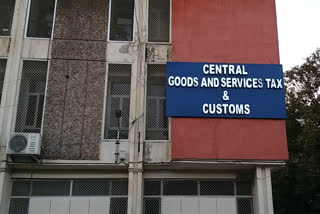 CENTRAL
GOODS AND SERVICES TAX
&
CUSTOMS